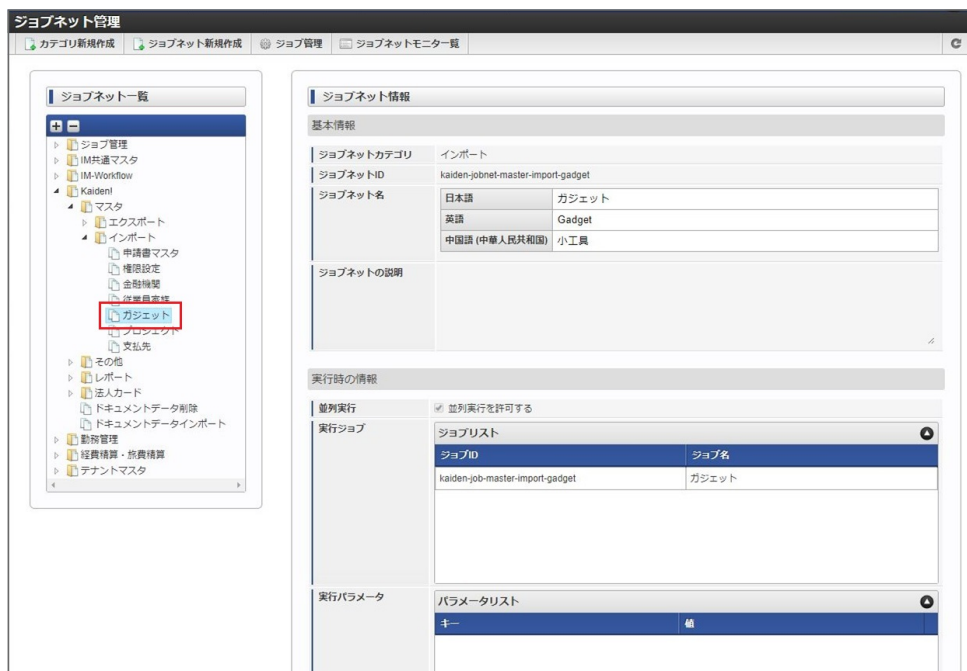 ジョブネット管理
カテゴリ新規作成 ジョブネット新規作成 ジョブ管理 ジョブネットモニタ一覧
ジョブネット一覧
ジョブ管理
IM共通マスタ
IM-Workflow
Kaiden!
マスタ
エクスポート
インポート
申請書マスタ
権限設定
金融機関
従業員家族
ガジェット
プロジェクト
支払先
その他
レポート
法人カード
ドキュメントデータ削除
ドキュメントデータインポート
勤務管理
経費精算・旅費精算
テナントマスタ
ジョブネット情報
基本情報
ジョブネットカテゴリ インポート
ジョブネットID kaiden-jobnet-master-import-gadget
ジョブネット名 日本語 ガジェット
英語 Gadget
中国語 (中華人民共和国) 小工具
ジョブネットの説明
実行時の情報
並列実行 並列実行を許可する
実行ジョブ ジョブリスト
ジョブID ジョブ名
kaiden-job-master-import-gadget ガジェット
実行パラメータ パラメータリスト
キー 値